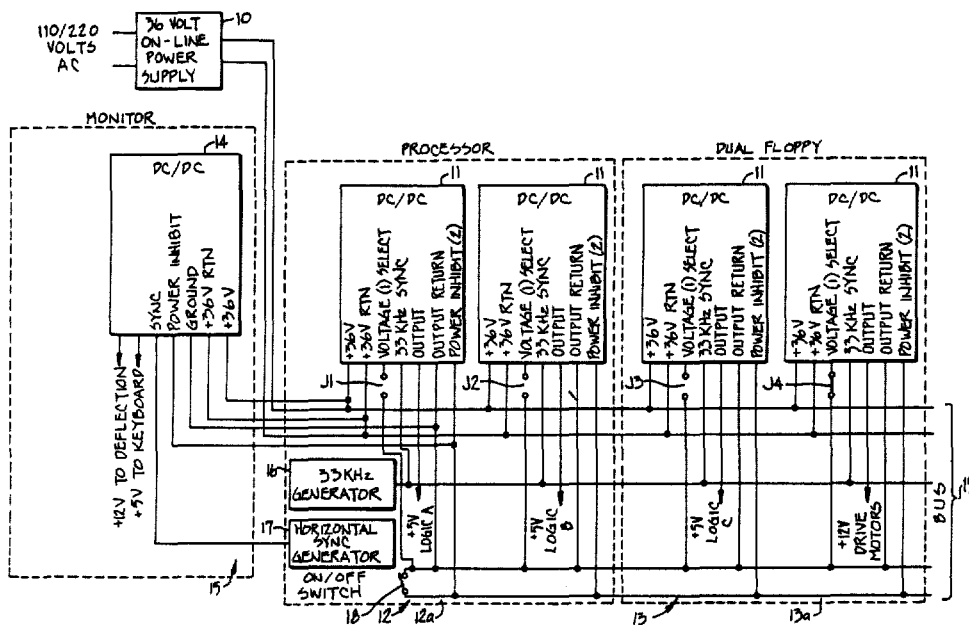 110/220
VOLTS
AC
36 VOLT
ON-LINE
POWER
SUPPLY
10
MONITOR
14
DC/DC
SYNC
POWER INHIBIT
GROUND
+36V RTN
+36V
+12V TO DEFLECTION
+5V TO KEYBOARD
15
PROCESSOR
11
DC/DC
+36V
+36V RTN
VOLTAGE (1) SELECT
33 KHz SYNC
OUTPUT
OUTPUT RETURN
POWER INHIBIT (2)
11
DC/DC
+36V
+36V RTN
VOLTAGE (1) SELECT
33 KHz SYNC
OUTPUT
OUTPUT RETURN
POWER INHIBIT (2)
DUAL FLOPPY
11
DC/DC
+36V
+36V RTN
VOLTAGE (1) SELECT
33 KHz SYNC
OUTPUT
OUTPUT RETURN
POWER INHIBIT (2)
11
DC/DC
+36V
+36V RTN
VOLTAGE (1) SELECT
33 KHz SYNC
OUTPUT
OUTPUT RETURN
POWER INHIBIT (2)
J1
J2
J3
J4
16
33KHz
GENERATOR
17
HORIZONTAL
SYNC
GENERATOR
ON/OFF
SWITCH
18
12
12a
13
13a
+5V
LOGIC A
+5V
LOGIC B
+5V
LOGIC C
+12V
DRIVE
MOTORS
BUS